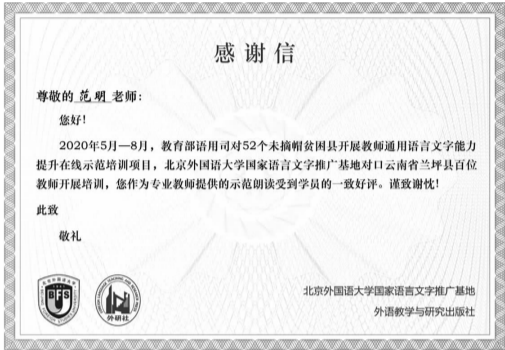 感谢信
尊敬的 范明 老师：
您好！
2020年5月—8月，教育部语用司对52个未摘帽贫困县开展教师通用语言文字能力
提升在线示范培训项目，北京外国语大学国家语言文字推广基地对口云南省兰坪县百位
教师开展培训，您作为专业教师提供的示范朗读受到学员的一致好评。谨致谢忱！
此致
敬礼
BFS
外研社
北京外国语大学国家语言文字推广基地
外语教学与研究出版社